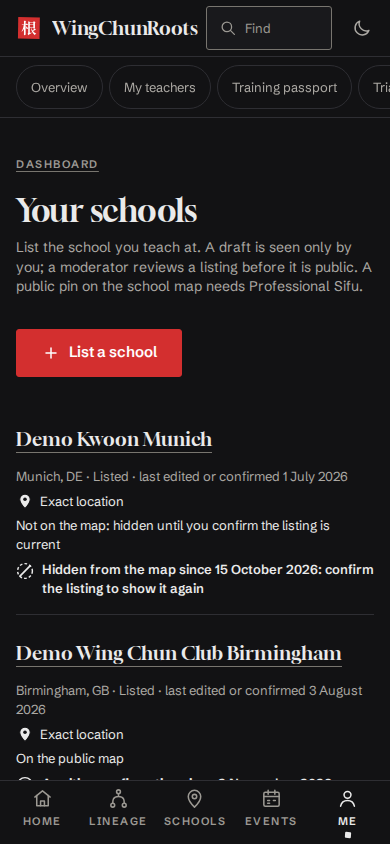 根 WingChunRoots Find
Overview My teachers Training passport
DASHBOARD
Your schools
List the school you teach at. A draft is seen only by
you; a moderator reviews a listing before it is public. A
public pin on the school map needs Professional Sifu.
+ List a school
Demo Kwoon Munich
Munich, DE · Listed · last edited or confirmed 1 July 2026
Exact location
Not on the map: hidden until you confirm the listing is
current
Hidden from the map since 15 October 2026: confirm
the listing to show it again
Demo Wing Chun Club Birmingham
Birmingham, GB · Listed · last edited or confirmed 3 August
2026
Exact location
On the public map
HOME LINEAGE SCHOOLS EVENTS ME